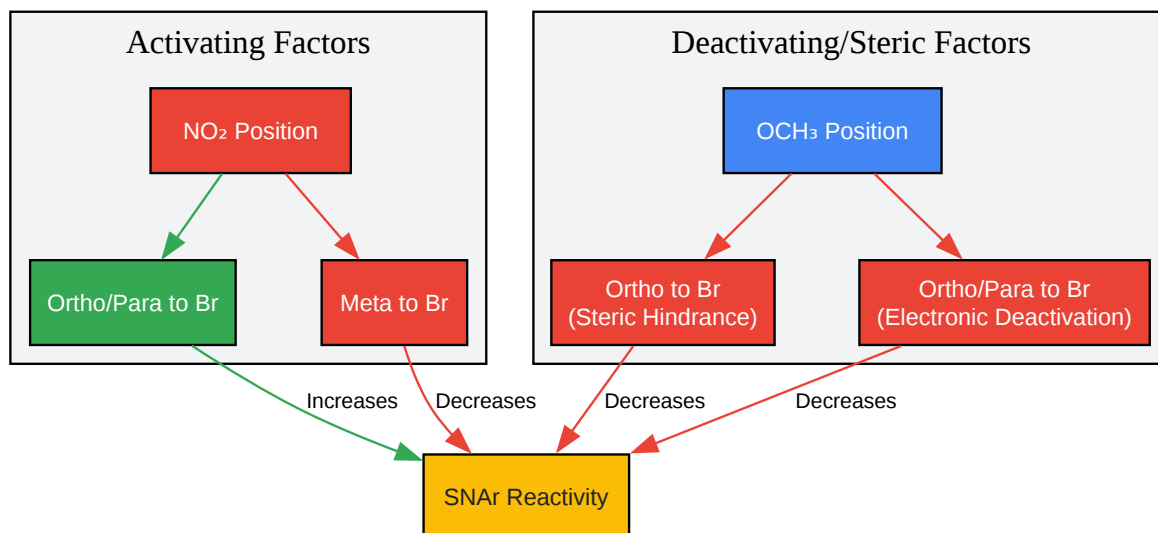 Activating Factors
Deactivating/Steric Factors
NO₂ Position
OCH₃ Position
Ortho/Para to Br
Meta to Br
Ortho to Br
(Steric Hindrance)
Ortho/Para to Br
(Electronic Deactivation)
Increases
Decreases
Decreases
Decreases
SNAr Reactivity